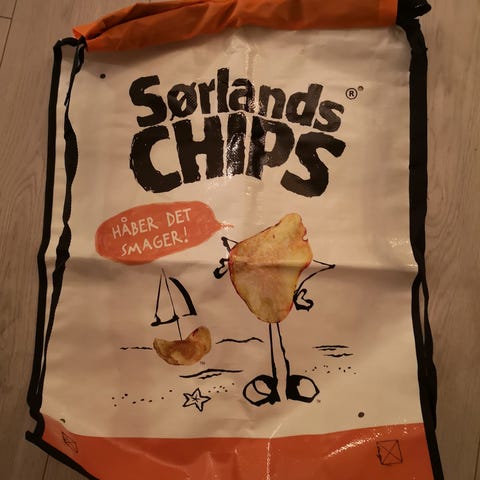 Sørlands ®
CHIPS
HÅBER DET
SMAGER!